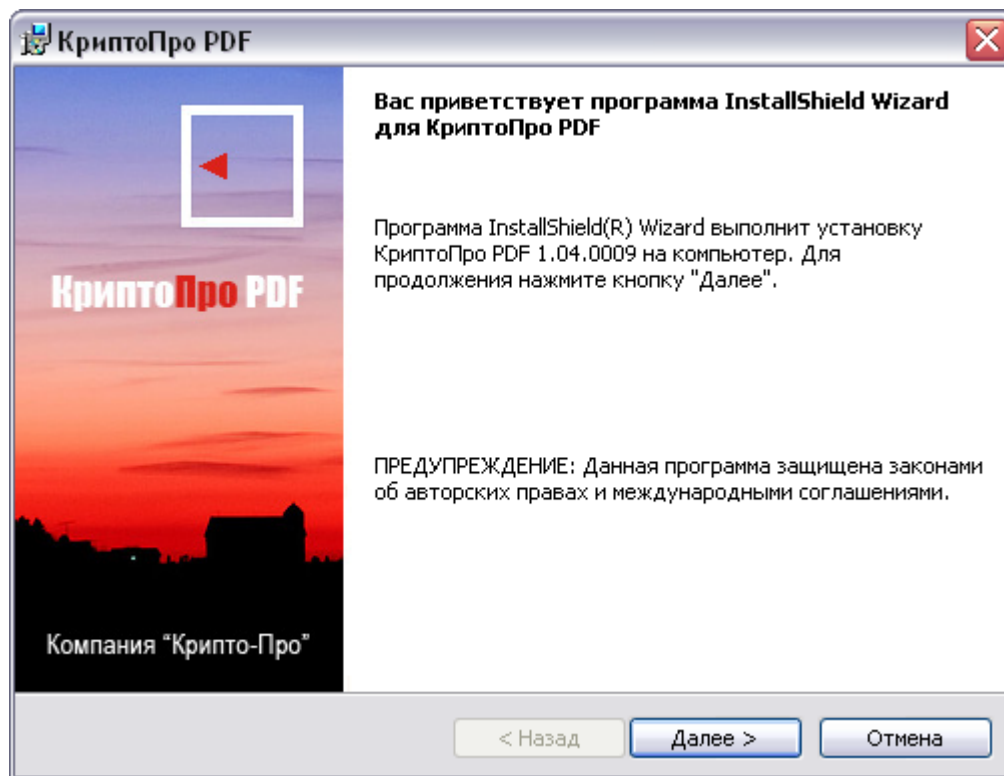 КриптоПро PDF
Вас приветствует программа InstallShield Wizard
для КриптоПро PDF
КриптоПро PDF
Программа InstallShield(R) Wizard выполнит установку
КриптоПро PDF 1.04.0009 на компьютер. Для
продолжения нажмите кнопку "Далее".
ПРЕДУПРЕЖДЕНИЕ: Данная программа защищена законами
об авторских правах и международными соглашениями.
Компания “Крипто-Про”
< Назад
Далее >
Отмена